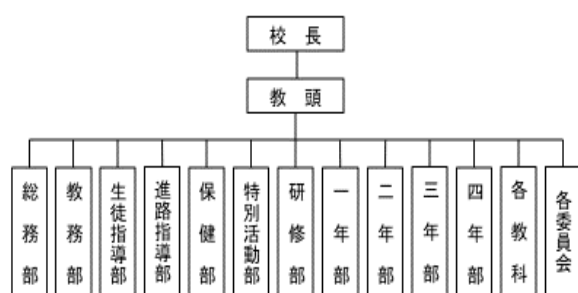 校長
教頭
総務部
教務部
生徒指導部
進路指導部
保健部
特別活動部
研修部
一年部
二年部
三年部
四年部
各教科
各委員会